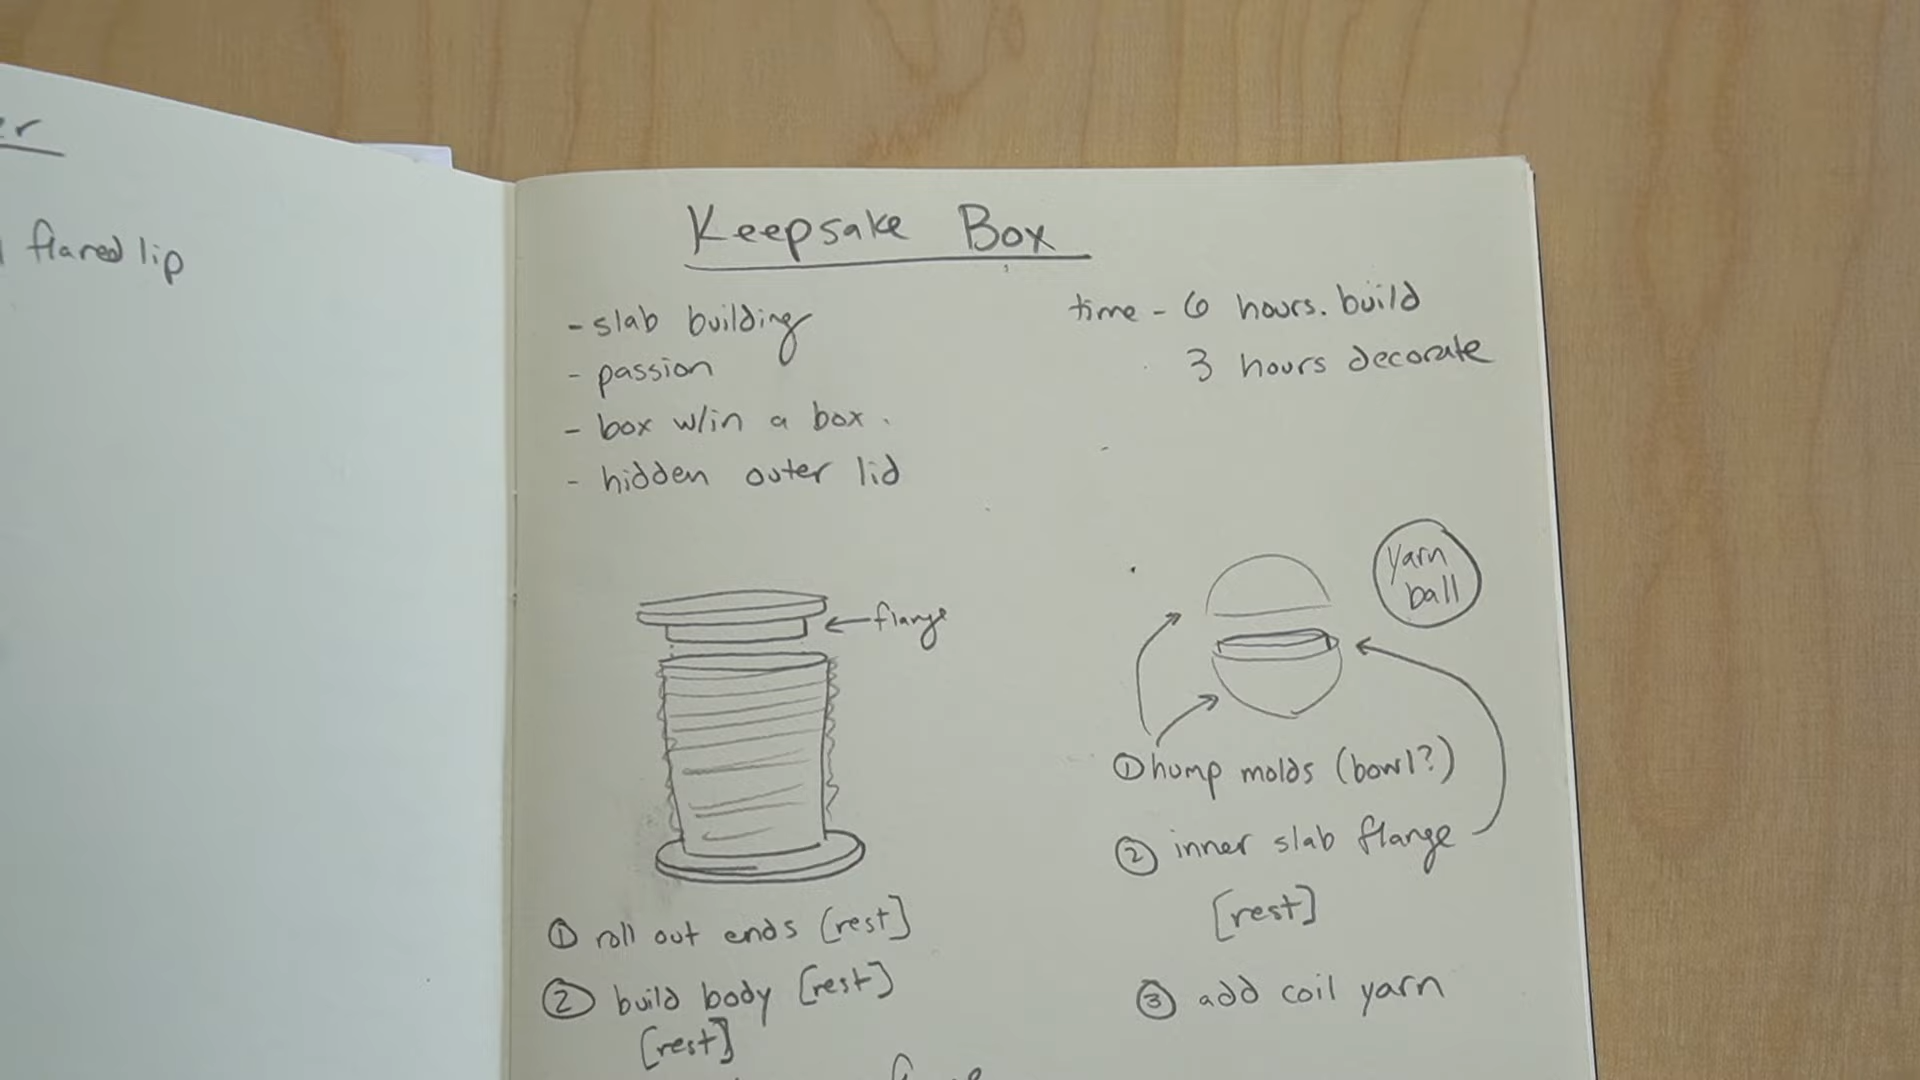 er
flared lip
Keepsake Box
- slab building
- passion
- box w/in a box.
- hidden outer lid
time - 6 hours. build
3 hours decorate
← flange
yarn
ball
① roll out ends [rest]
② build body [rest]
[rest]
① hump molds (bowl?)
② inner slab flange
[rest]
③ add coil yarn